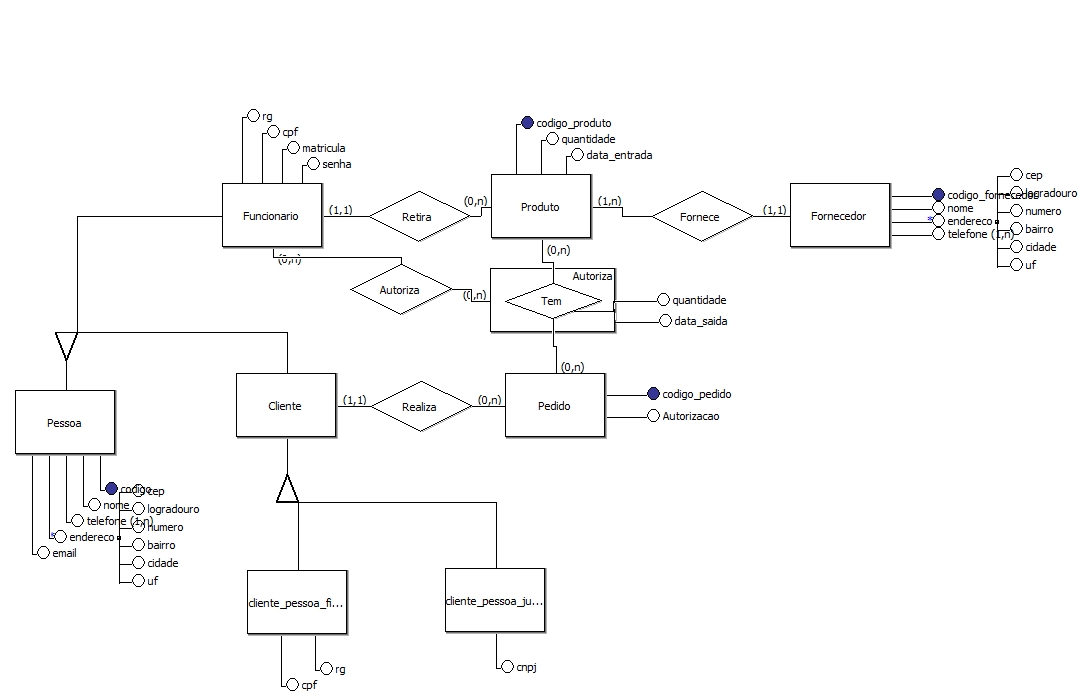 rg
cpf
matricula
senha
Funcionario
(1,1)
Retira
(0,n)
codigo_produto
quantidade
data_entrada
Produto
(1,n)
Fornece
(1,1)
Fornecedor
codigo_fornecedor
nome
endereco
telefone (1,n)
cep
logradouro
numero
bairro
cidade
uf
(0,n)
Autoriza
(0,n)
(0,n)
Autoriza
Tem
quantidade
data_saida
(0,n)
Pessoa
Cliente
(1,1)
Realiza
(0,n)
Pedido
codigo_pedido
Autorizacao
codigo
nome
telefone (1,n)
endereco
email
cep
logradouro
numero
bairro
cidade
uf
cliente_pessoa_fi...
cliente_pessoa_ju...
rg
cpf
cnpj